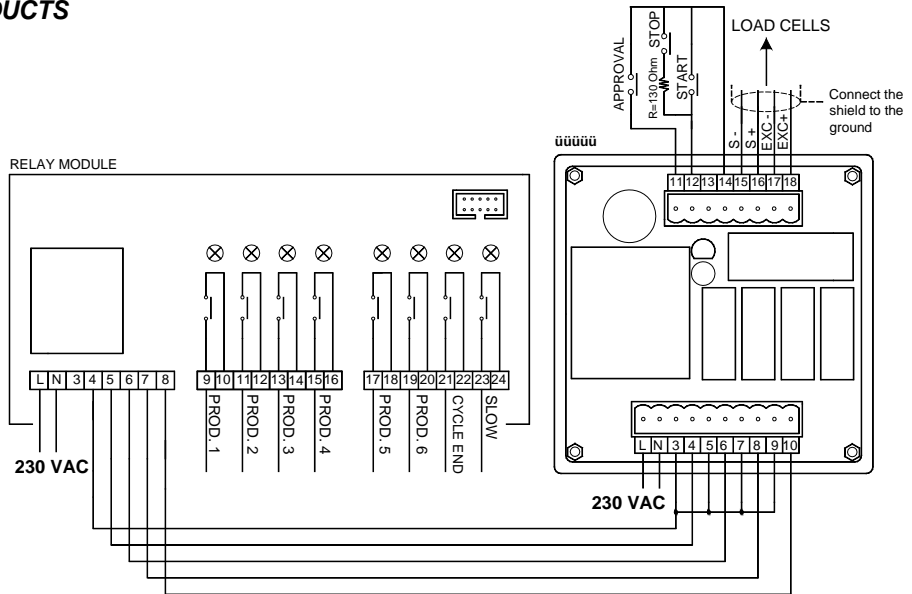 DUCTS
LOAD CELLS
APPROVAL
R=130 Ohm
STOP
START
S -
S +
EXC -
EXC+
Connect the
shield to the
ground
üüüüü
RELAY MODULE
11 12 13 14 15 16 17 18
L N 3 4 5 6 7 8
9 10 11 12 13 14 15 16
17 18 19 20 21 22 23 24
PROD. 1
PROD. 2
PROD. 3
PROD. 4
PROD. 5
PROD. 6
CYCLE END
SLOW
230 VAC
L N 3 4 5 6 7 8 9 10
230 VAC